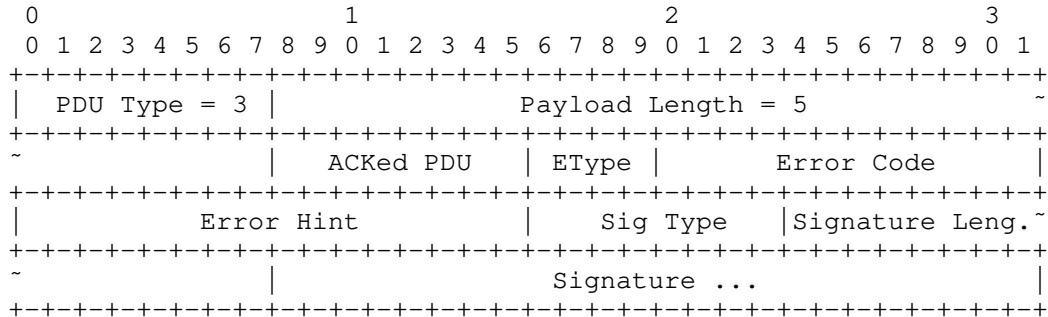 0                   1                   2                   3
 0 1 2 3 4 5 6 7 8 9 0 1 2 3 4 5 6 7 8 9 0 1 2 3 4 5 6 7 8 9 0 1
+-+-+-+-+-+-+-+-+-+-+-+-+-+-+-+-+-+-+-+-+-+-+-+-+-+-+-+-+-+-+-+-+
|  PDU Type = 3 |               Payload Length = 5              ~
+-+-+-+-+-+-+-+-+-+-+-+-+-+-+-+-+-+-+-+-+-+-+-+-+-+-+-+-+-+-+-+-+
~               |   ACKed PDU   | EType |       Error Code      |
+-+-+-+-+-+-+-+-+-+-+-+-+-+-+-+-+-+-+-+-+-+-+-+-+-+-+-+-+-+-+-+-+
|           Error Hint          |    Sig Type   |Signature Leng.~
+-+-+-+-+-+-+-+-+-+-+-+-+-+-+-+-+-+-+-+-+-+-+-+-+-+-+-+-+-+-+-+-+
~               |                 Signature ...                 |
+-+-+-+-+-+-+-+-+-+-+-+-+-+-+-+-+-+-+-+-+-+-+-+-+-+-+-+-+-+-+-+-+